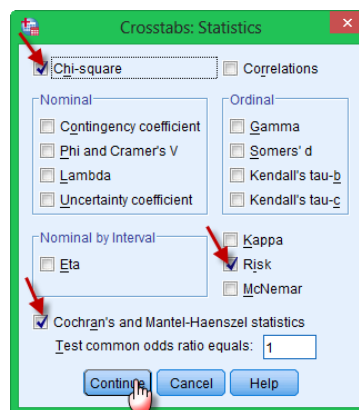 Crosstabs: Statistics
Chi-square
Correlations
Nominal
Contingency coefficient
Phi and Cramer's V
Lambda
Uncertainty coefficient
Ordinal
Gamma
Somers' d
Kendall's tau-b
Kendall's tau-c
Nominal by Interval
Eta
Kappa
Risk
McNemar
Cochran's and Mantel-Haenszel statistics
Test common odds ratio equals: 1
Continue Cancel Help